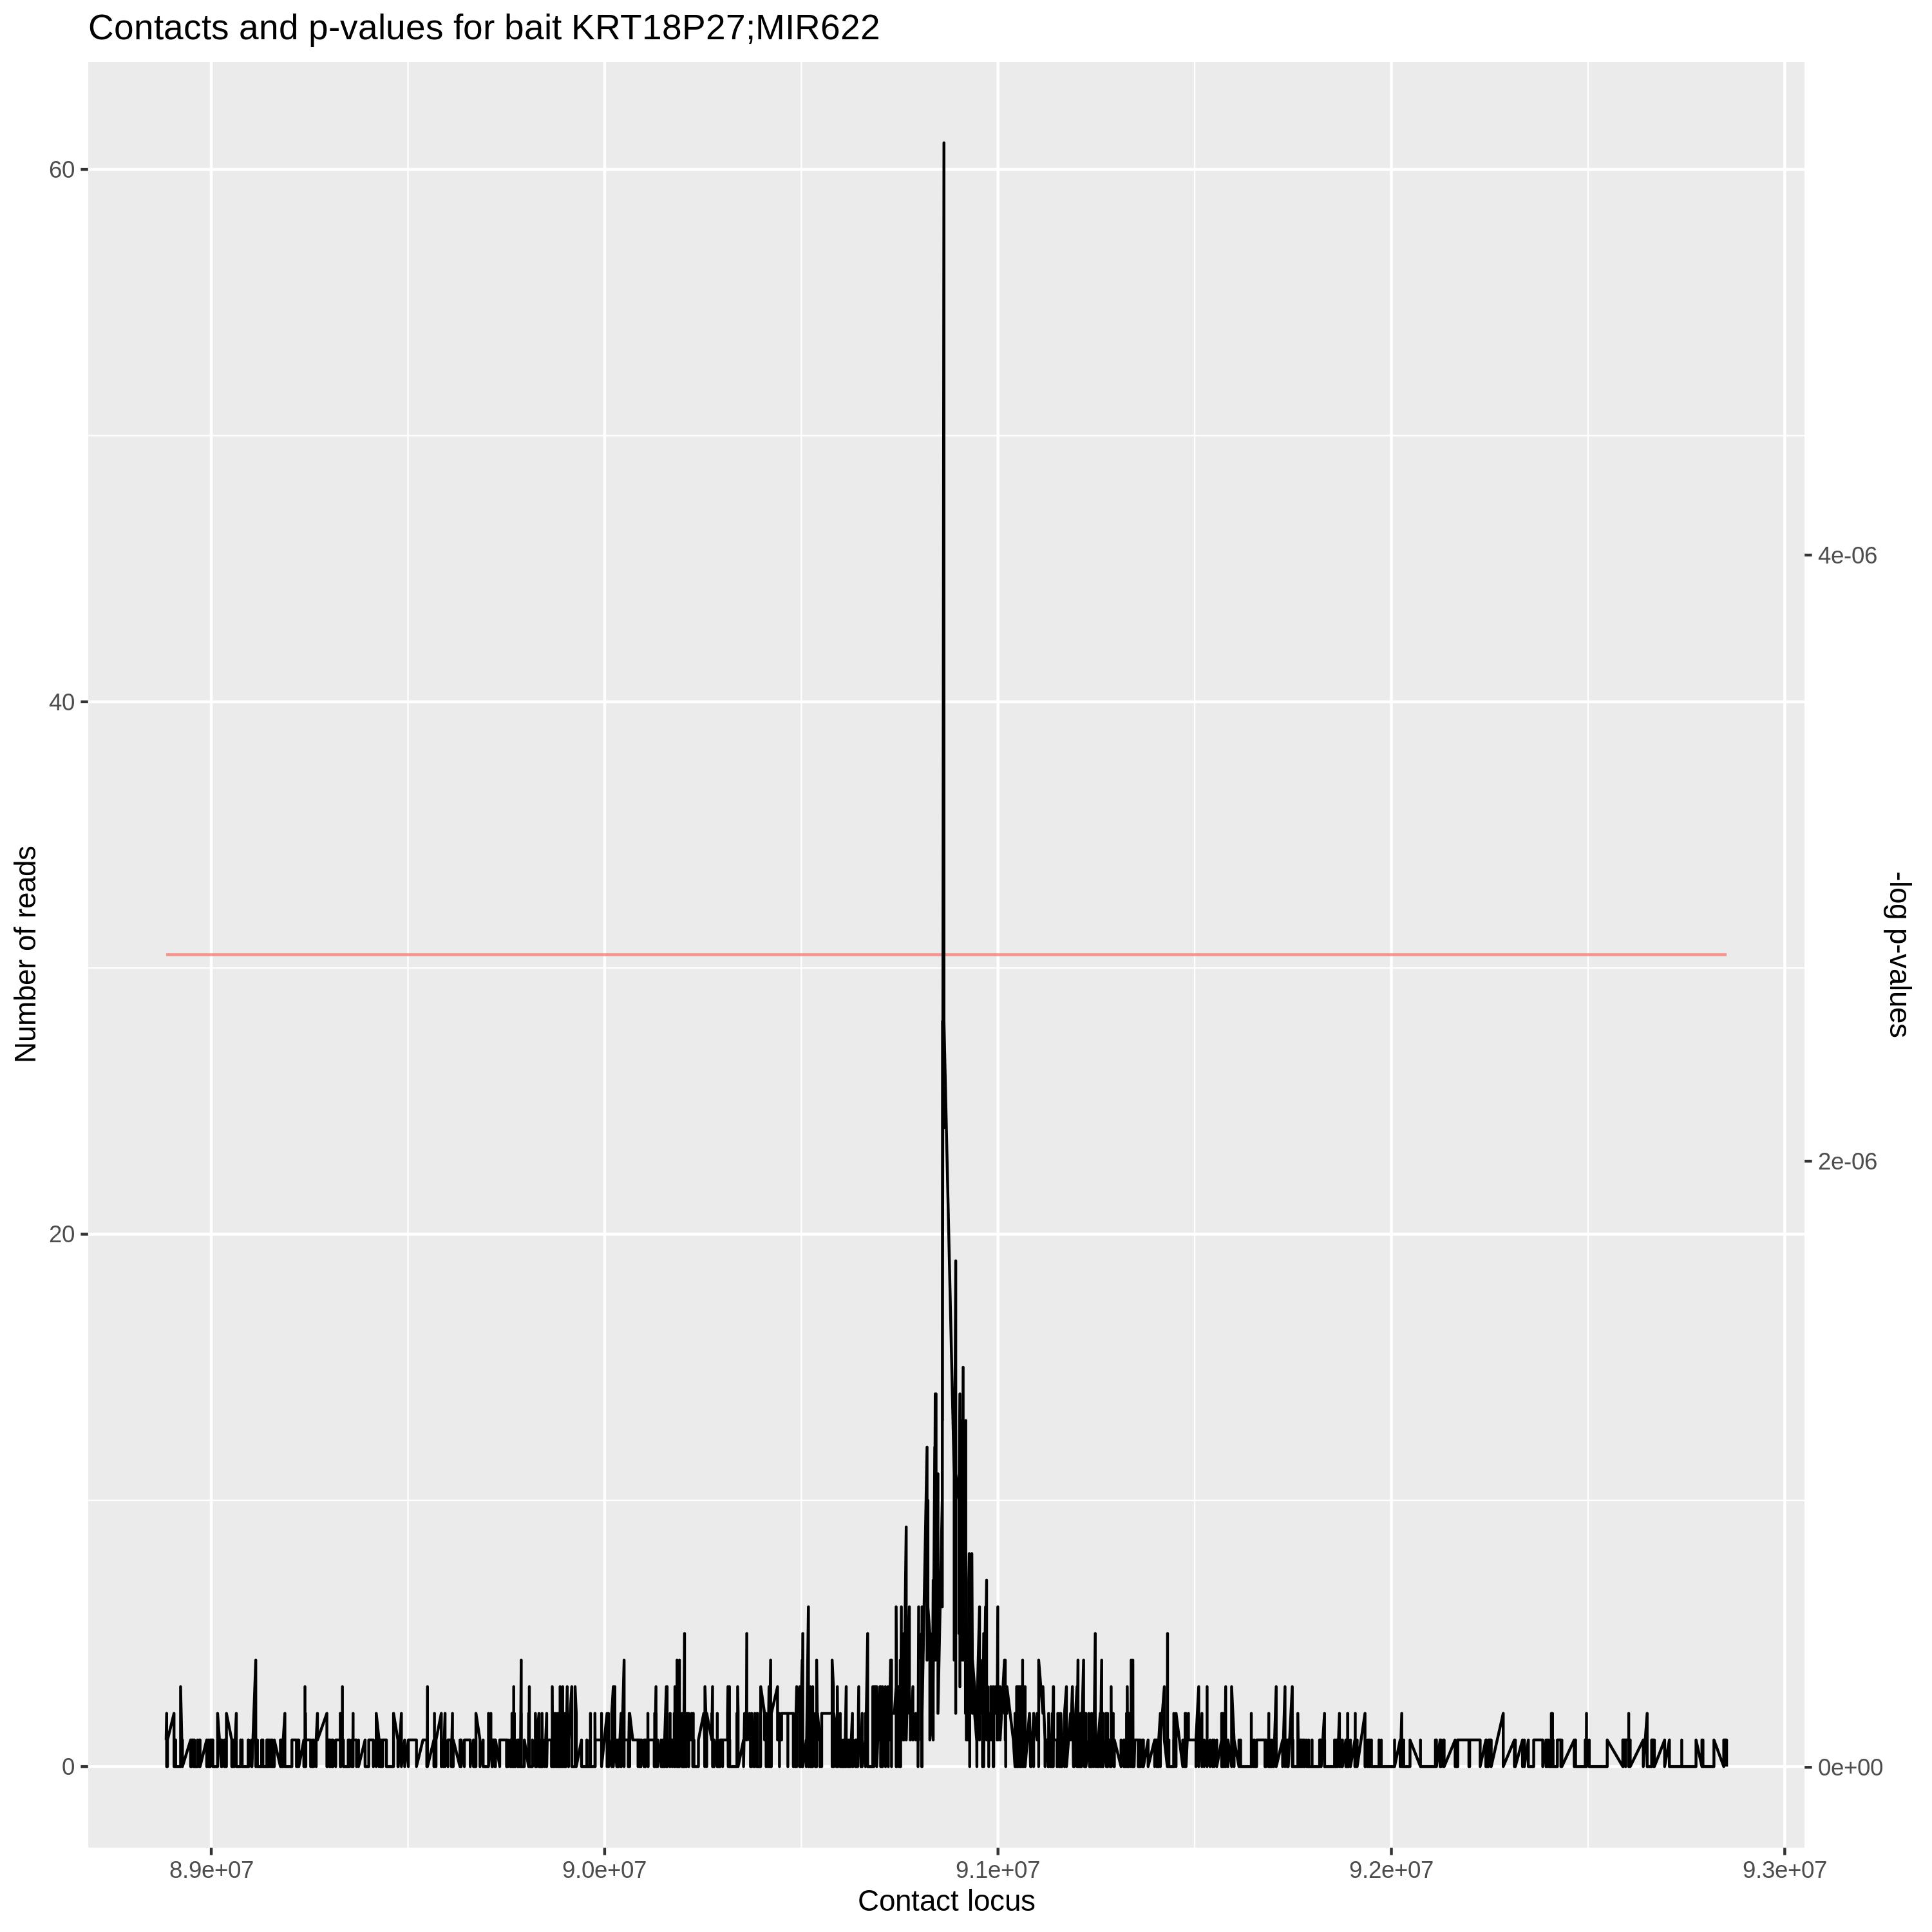 Contacts and p-values for bait KRT18P27;MIR622
60
40
20
0
Number of reads
4e-06
2e-06
0e+00
-log p-values
8.9e+07
9.0e+07
9.1e+07
9.2e+07
9.3e+07
Contact locus